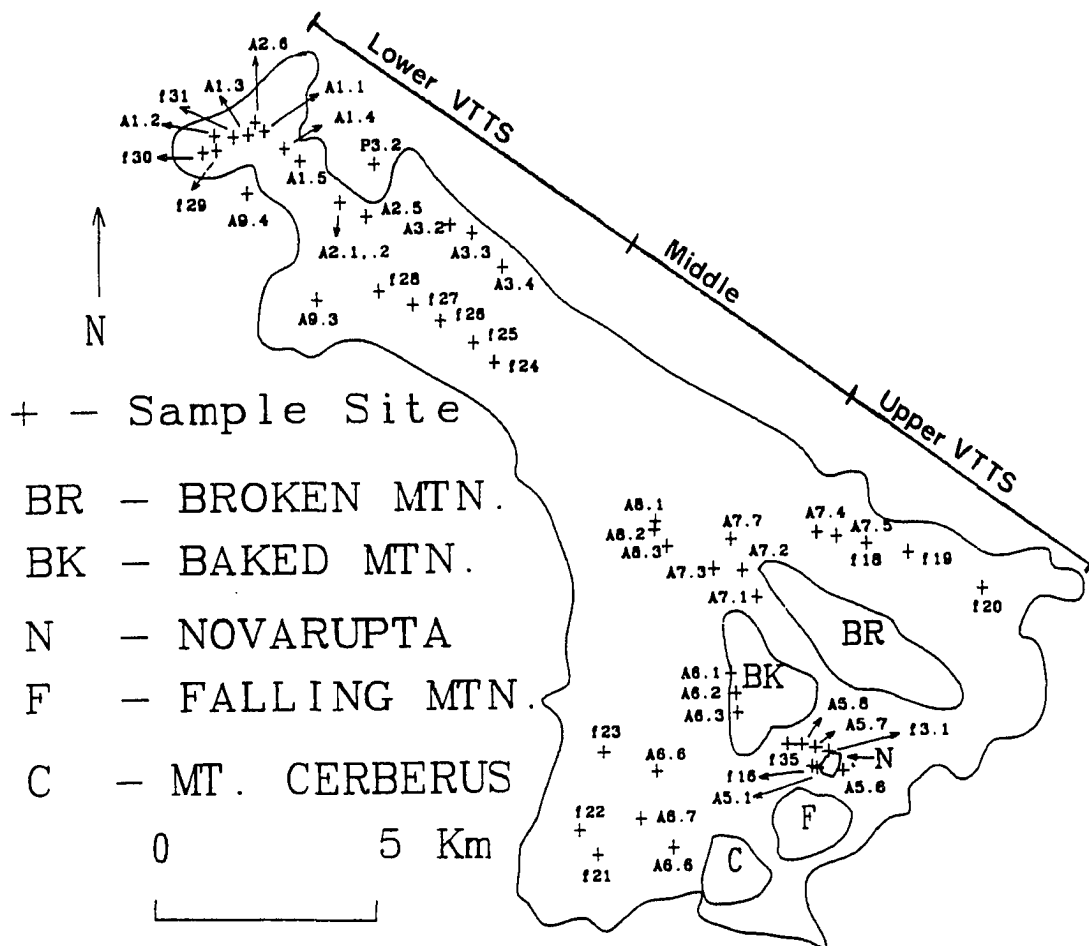 A2.6
Lower VTTS
A1.3
A1.1
f31
A1.2
A1.4
P3.2
f30
A1.5
f29
A9.4
A2.5
A3.2
A3.3
A2.1,.2
Middle
A3.4
f28
f27
A9.3
f26
N
f25
f24
+ - Sample Site
Upper VTTS
BR - BROKEN MTN.
BK - BAKED MTN.
N - NOVARUPTA
F - FALLING MTN.
C - MT. CERBERUS
0 5 Km
A8.1
A8.2
A8.3
A7.7
A7.4
A7.5
A7.2
f18
f19
A7.3
A7.1
f20
BR
A6.1
BK
A6.2
A6.3
A5.8
A5.7
f3.1
f23
A6.6
f35
N
f16
A5.6
A5.1
f22
A6.7
F
f21
A6.6
C